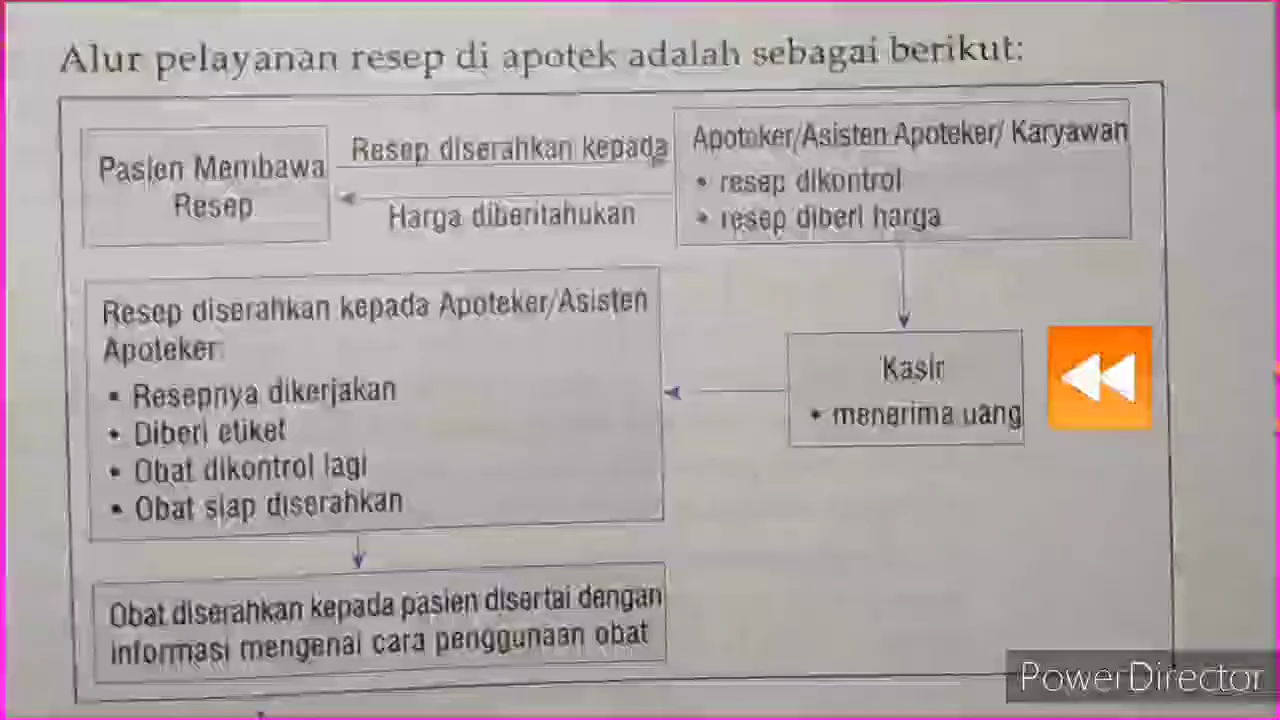 Alur pelayanan resep di apotek adalah sebagai berikut:
Pasien Membawa
Resep
Resep diserahkan kepada
Harga diberitahukan
Apoteker/Asisten Apoteker/ Karyawan
• resep dikontrol
• resep diberi harga
Kasir
• menerima uang
Resep diserahkan kepada Apoteker/Asisten
Apoteker:
• Resepnya dikerjakan
• Diberi etiket
• Obat dikontrol lagi
• Obat siap diserahkan
Obat diserahkan kepada pasien disertai dengan
informasi mengenai cara penggunaan obat
PowerDirector